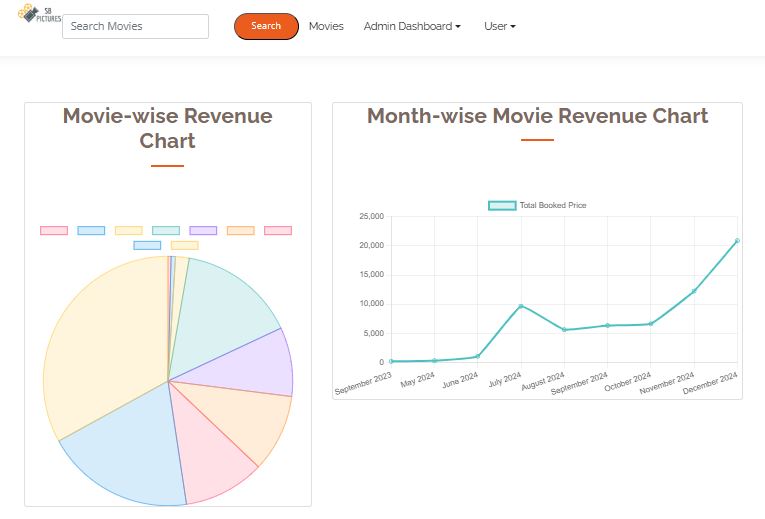 SB
PICTURES
Search Movies
Search
Movies
Admin Dashboard
User
Movie-wise Revenue
Chart
Month-wise Movie Revenue Chart
Total Booked Price
25,000
20,000
15,000
10,000
5,000
0
September 2023
May 2024
June 2024
July 2024
August 2024
September 2024
October 2024
November 2024
December 2024